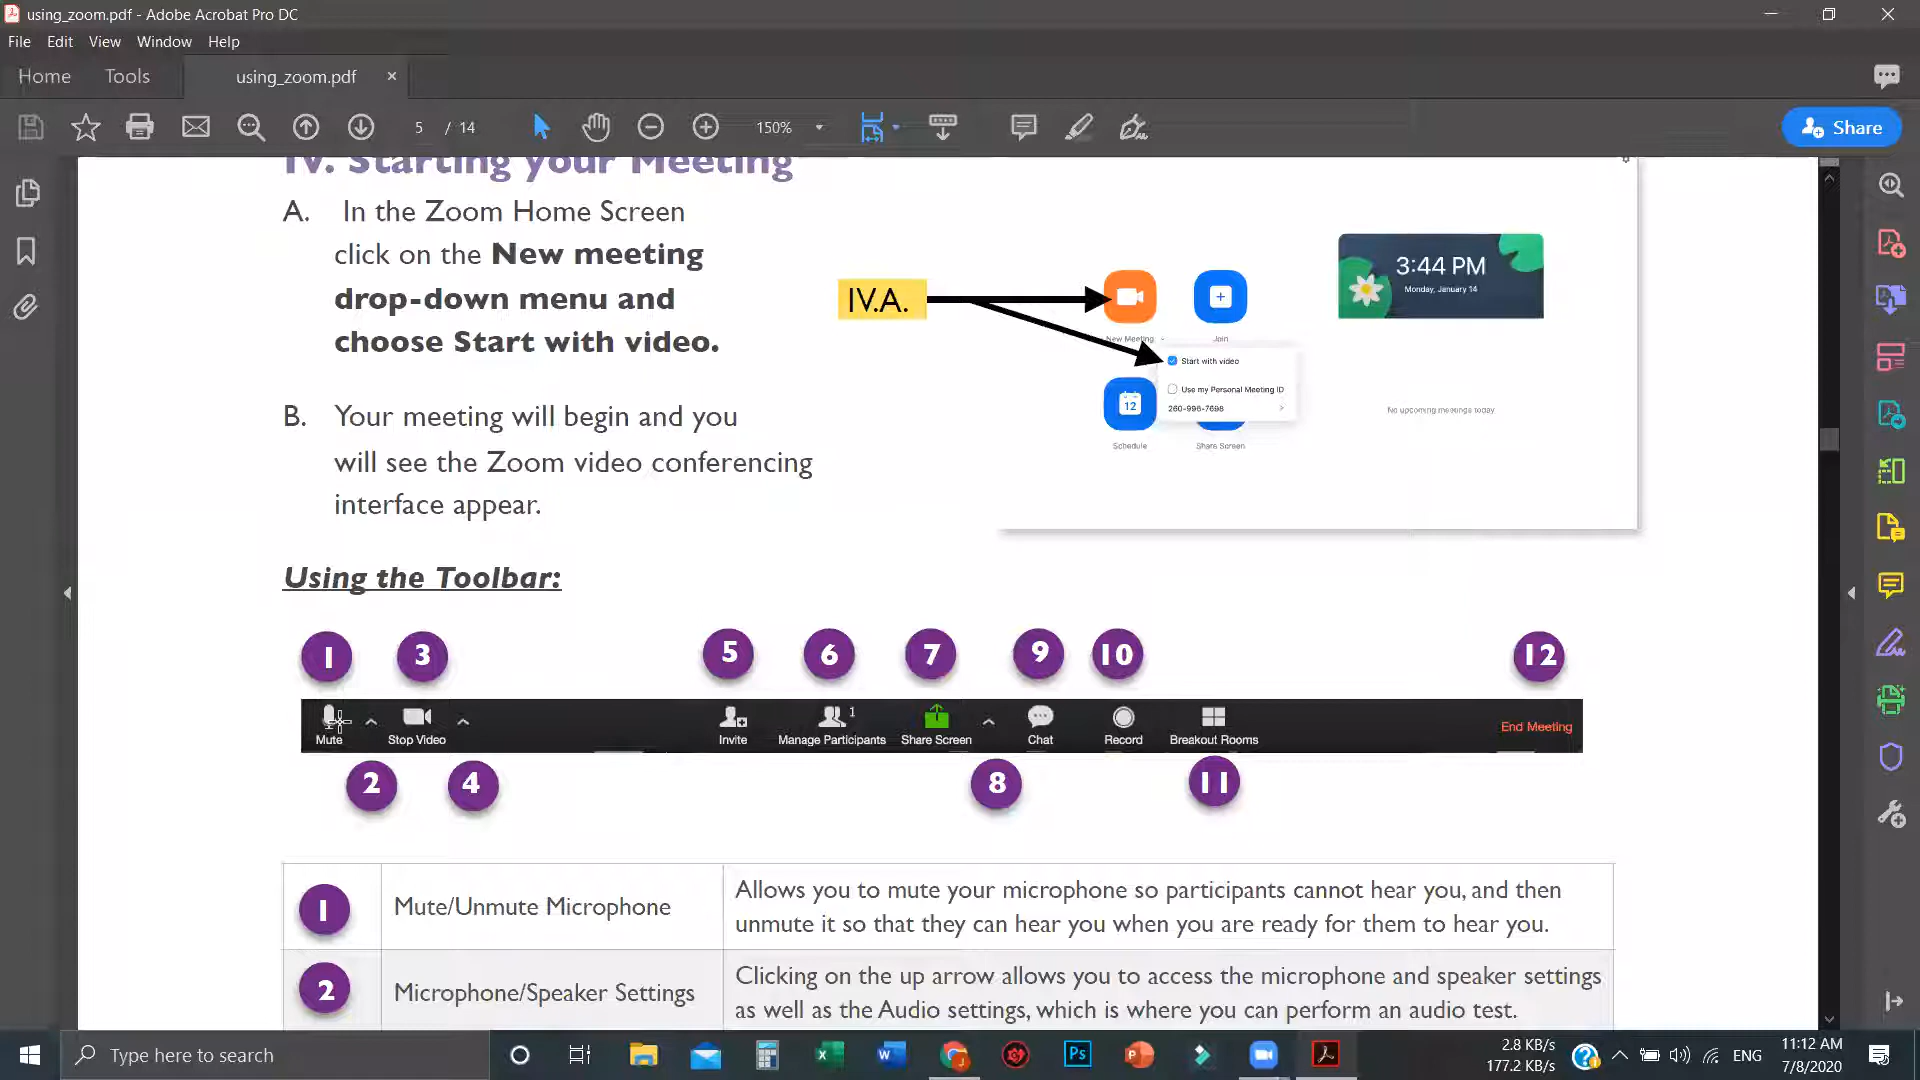 using_zoom.pdf - Adobe Acrobat Pro DC
File Edit View Window Help
Home Tools using_zoom.pdf ×
5 / 14 150% Share
IV. Starting your Meeting
A. In the Zoom Home Screen
click on the New meeting
drop-down menu and
choose Start with video.
B. Your meeting will begin and you
will see the Zoom video conferencing
interface appear.
IV.A.
New Meeting
Join
3:44 PM
Monday, January 14
Start with video
Use my Personal Meeting ID
260-996-7698
12
Schedule
Share Screen
No upcoming meetings today
Using the Toolbar:
1 3 5 6 7 9 10 12
1
Mute Stop Video Invite Manage Participants Share Screen Chat Record Breakout Rooms End Meeting
2 4 8 11
1 Mute/Unmute Microphone
Allows you to mute your microphone so participants cannot hear you, and then
unmute it so that they can hear you when you are ready for them to hear you.
2 Microphone/Speaker Settings
Clicking on the up arrow allows you to access the microphone and speaker settings
as well as the Audio settings, which is where you can perform an audio test.
Type here to search
2.8 KB/s
177.2 KB/s
ENG
11:12 AM
7/8/2020